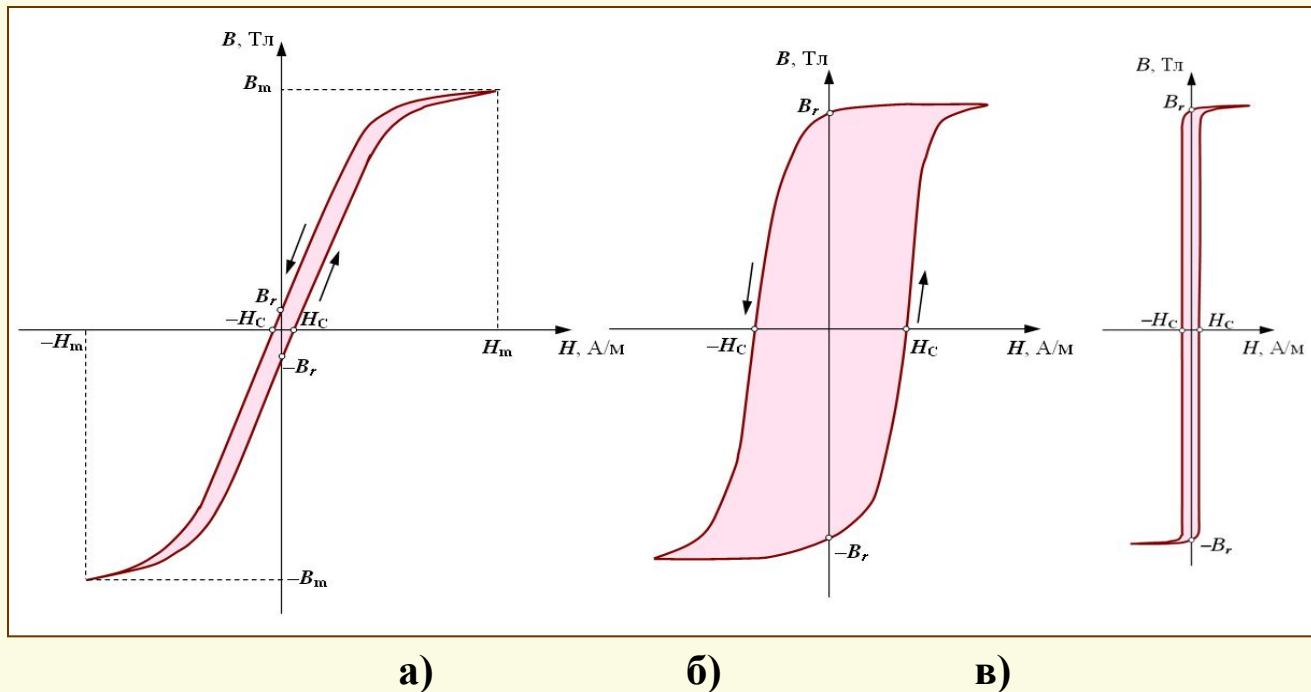 B, Тл
Bm
Br
–HC
HC
–Hm
Hm
H, А/м
–Br
–Bm
B, Тл
Br
–HC
HC
H, А/м
–Br
B, Тл
Br
–HC
HC
H, А/м
–Br
а)
б)
в)